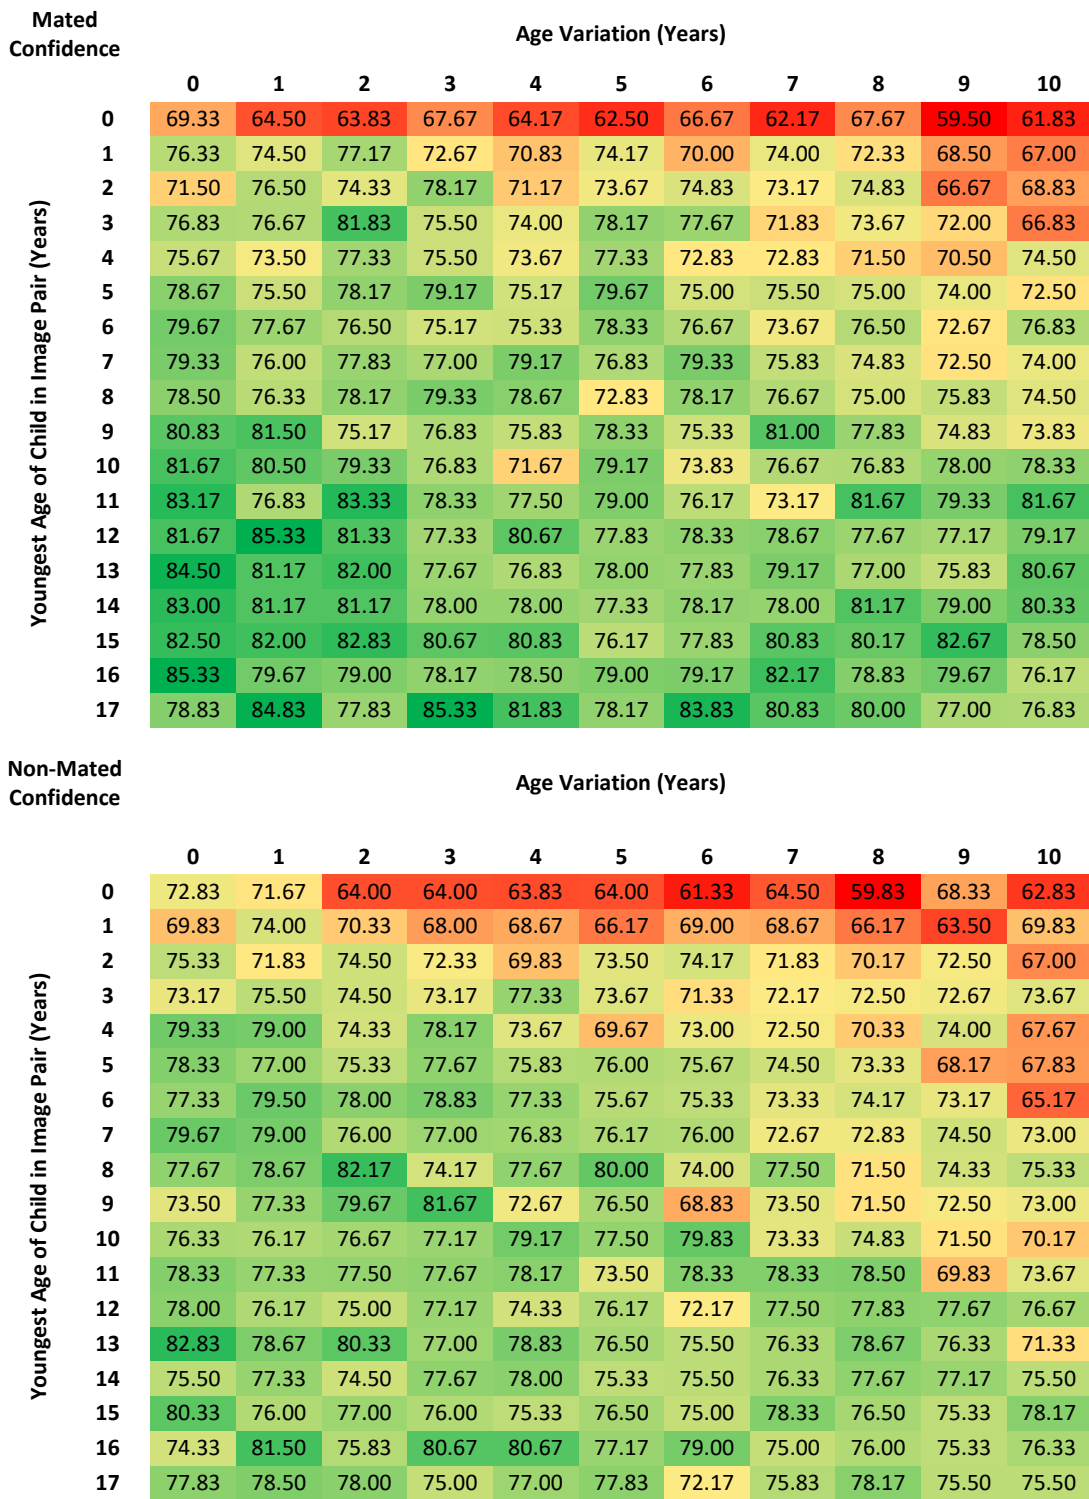 Mated
Confidence
Age Variation (Years)
0 1 2 3 4 5 6 7 8 9 10
Youngest Age of Child in Image Pair (Years)
0 69.33 64.50 63.83 67.67 64.17 62.50 66.67 62.17 67.67 59.50 61.83
1 76.33 74.50 77.17 72.67 70.83 74.17 70.00 74.00 72.33 68.50 67.00
2 71.50 76.50 74.33 78.17 71.17 73.67 74.83 73.17 74.83 66.67 68.83
3 76.83 76.67 81.83 75.50 74.00 78.17 77.67 71.83 73.67 72.00 66.83
4 75.67 73.50 77.33 75.50 73.67 77.33 72.83 72.83 71.50 70.50 74.50
5 78.67 75.50 78.17 79.17 75.17 79.67 75.00 75.50 75.00 74.00 72.50
6 79.67 77.67 76.50 75.17 75.33 78.33 76.67 73.67 76.50 72.67 76.83
7 79.33 76.00 77.83 77.00 79.17 76.83 79.33 75.83 74.83 72.50 74.00
8 78.50 76.33 78.17 79.33 78.67 72.83 78.17 76.67 75.00 75.83 74.50
9 80.83 81.50 75.17 76.83 75.83 78.33 75.33 81.00 77.83 74.83 73.83
10 81.67 80.50 79.33 76.83 71.67 79.17 73.83 76.67 76.83 78.00 78.33
11 83.17 76.83 83.33 78.33 77.50 79.00 76.17 73.17 81.67 79.33 81.67
12 81.67 85.33 81.33 77.33 80.67 77.83 78.33 78.67 77.67 77.17 79.17
13 84.50 81.17 82.00 77.67 76.83 78.00 77.83 79.17 77.00 75.83 80.67
14 83.00 81.17 81.17 78.00 78.00 77.33 78.17 78.00 81.17 79.00 80.33
15 82.50 82.00 82.83 80.67 80.83 76.17 77.83 80.83 80.17 82.67 78.50
16 85.33 79.67 79.00 78.17 78.50 79.00 79.17 82.17 78.83 79.67 76.17
17 78.83 84.83 77.83 85.33 81.83 78.17 83.83 80.83 80.00 77.00 76.83
Non-Mated
Confidence
Age Variation (Years)
0 1 2 3 4 5 6 7 8 9 10
Youngest Age of Child in Image Pair (Years)
0 72.83 71.67 64.00 64.00 63.83 64.00 61.33 64.50 59.83 68.33 62.83
1 69.83 74.00 70.33 68.00 68.67 66.17 69.00 68.67 66.17 63.50 69.83
2 75.33 71.83 74.50 72.33 69.83 73.50 74.17 71.83 70.17 72.50 67.00
3 73.17 75.50 74.50 73.17 77.33 73.67 71.33 72.17 72.50 72.67 73.67
4 79.33 79.00 74.33 78.17 73.67 69.67 73.00 72.50 70.33 74.00 67.67
5 78.33 77.00 75.33 77.67 75.83 76.00 75.67 74.50 73.33 68.17 67.83
6 77.33 79.50 78.00 78.83 77.33 75.67 75.33 73.33 74.17 73.17 65.17
7 79.67 79.00 76.00 77.00 76.83 76.17 76.00 72.67 72.83 74.50 73.00
8 77.67 78.67 82.17 74.17 77.67 80.00 74.00 77.50 71.50 74.33 75.33
9 73.50 77.33 79.67 81.67 72.67 76.50 68.83 73.50 71.50 72.50 73.00
10 76.33 76.17 76.67 77.17 79.17 77.50 79.83 73.33 74.83 71.50 70.17
11 78.33 77.33 77.50 77.67 78.17 73.50 78.33 78.33 78.50 69.83 73.67
12 78.00 76.17 75.00 77.17 74.33 76.17 72.17 77.50 77.83 77.67 76.67
13 82.83 78.67 80.33 77.00 78.83 76.50 75.50 76.33 78.67 76.33 71.33
14 75.50 77.33 74.50 77.67 78.00 75.33 75.50 76.33 77.67 77.17 75.50
15 80.33 76.00 77.00 76.00 75.33 76.50 75.00 78.33 76.50 75.33 78.17
16 74.33 81.50 75.83 80.67 80.67 77.17 79.00 75.00 76.00 75.33 76.33
17 77.83 78.50 78.00 75.00 77.00 77.83 72.17 75.83 78.17 75.50 75.50